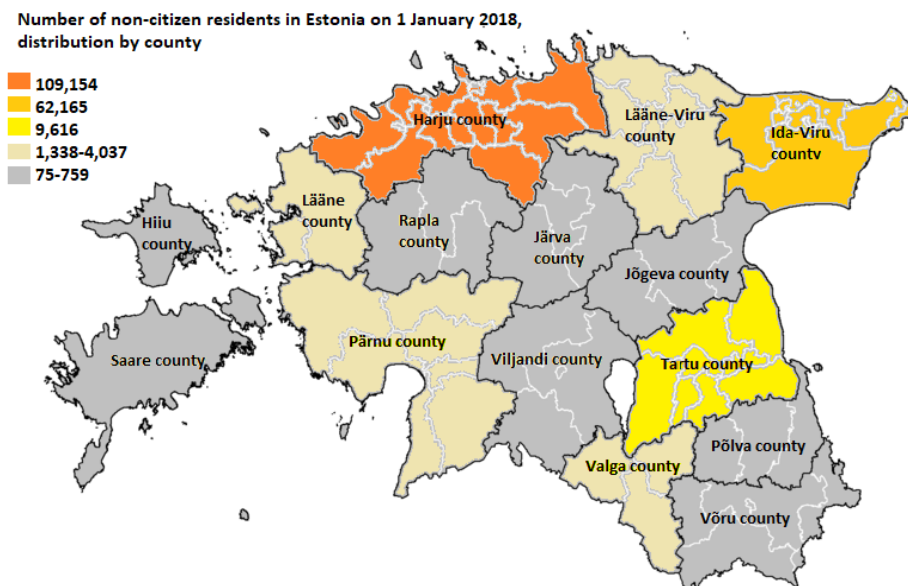 Number of non-citizen residents in Estonia on 1 January 2018,
distribution by county
109,154
62,165
9,616
1,338-4,037
75-759
Harju county
Lääne-Viru
county
Ida-Viru
county
Hiiu
county
Lääne
county
Rapla
county
Järva
county
Jõgeva county
Saare county
Pärnu county
Viljandi county
Tartu county
Valga county
Põlva county
Võru county